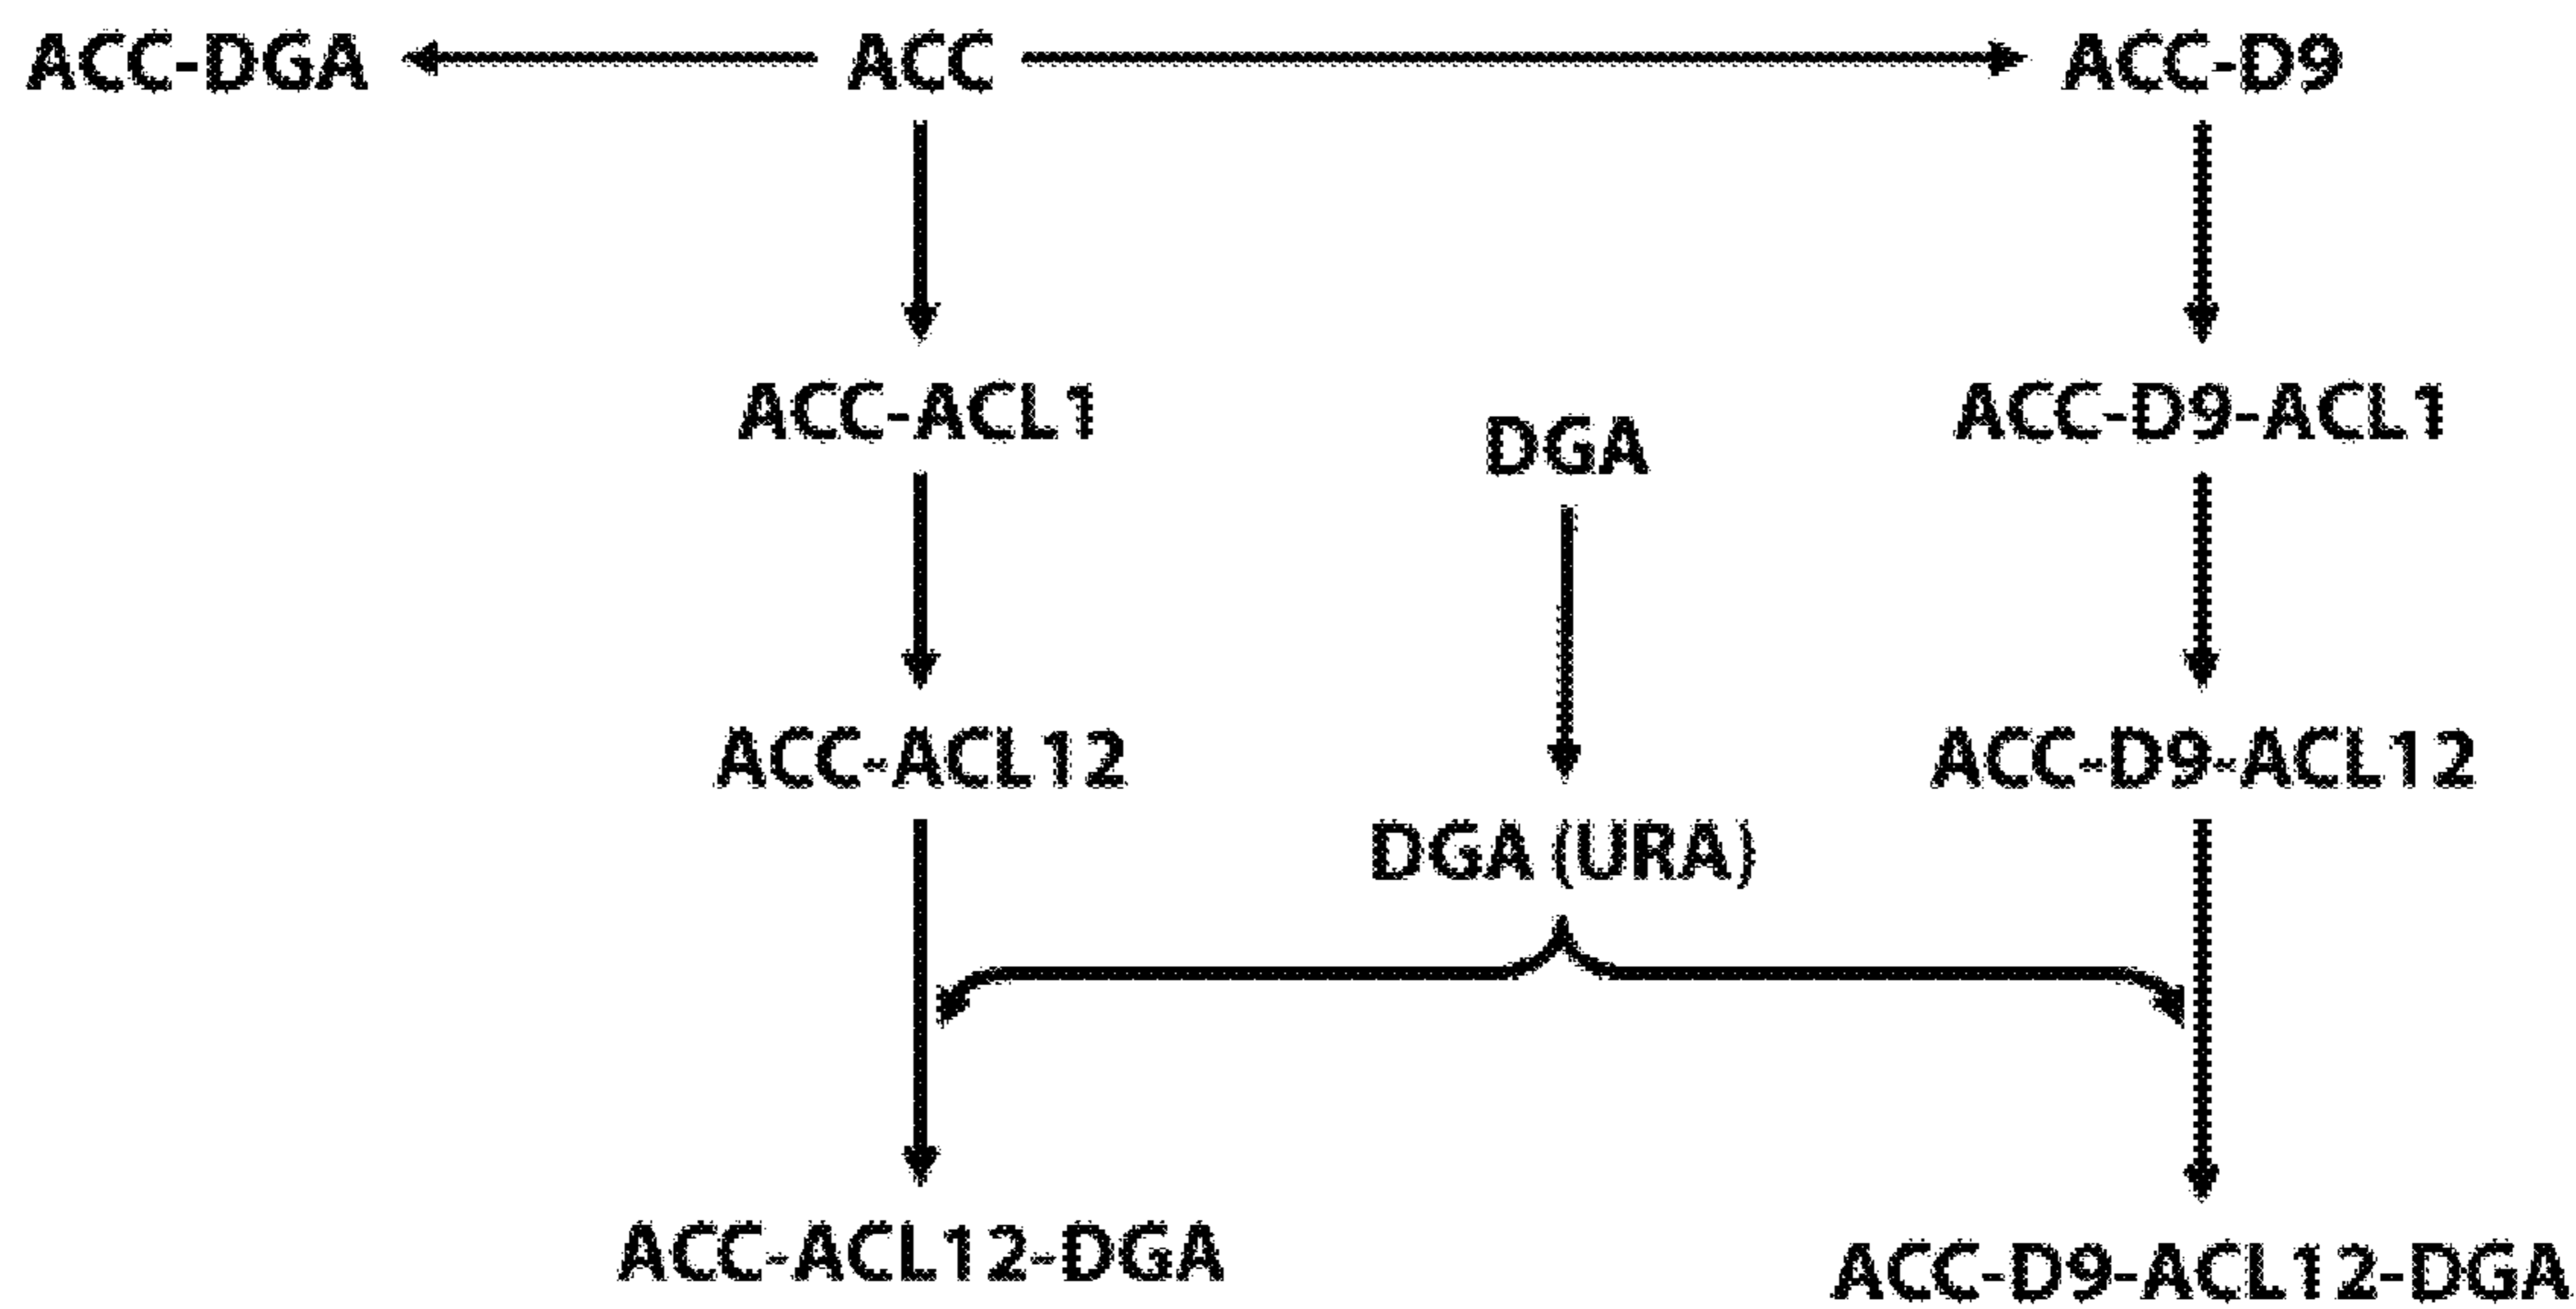 ACC-DGA
ACC
ACC-D9
ACC-ACL1
DGA
ACC-D9-ACL1
ACC-ACL12
ACC-D9-ACL12
DGA (URA)
ACC-ACL12-DGA
ACC-D9-ACL12-DGA